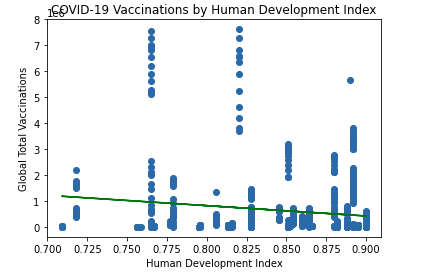 COVID-19 Vaccinations by Human Development Index
1e6
8
7
6
5
4
3
2
1
0
Global Total Vaccinations
0.700 0.725 0.750 0.775 0.800 0.825 0.850 0.875 0.900
Human Development Index